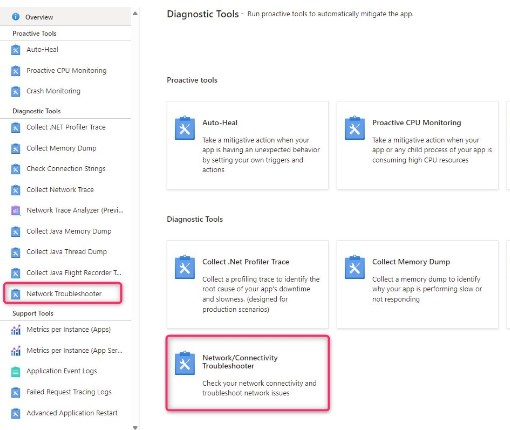 Overview
Proactive Tools
Auto-Heal
Proactive CPU Monitoring
Crash Monitoring
Diagnostic Tools
Collect .NET Profiler Trace
Collect Memory Dump
Check Connection Strings
Collect Network Trace
Network Trace Analyzer (Previ...
Collect Java Memory Dump
Collect Java Thread Dump
Collect Java Flight Recorder T...
Network Troubleshooter
Support Tools
Metrics per Instance (Apps)
Metrics per Instance (App Ser...
Application Event Logs
Failed Request Tracing Logs
Advanced Application Restart
Diagnostic Tools - Run proactive tools to automatically mitigate the app.
Proactive tools
Auto-Heal
Take a mitigative action when your
app is having an unexpected behavior
by setting your own triggers and
actions
Proactive CPU Monitoring
Take a mitigative action when your
app or any child process of your app is
consuming high CPU resources
Diagnostic Tools
Collect .Net Profiler Trace
Collect a profiling trace to identify the
root cause of your app's downtime
and slowness. (designed for
production scenarios)
Collect Memory Dump
Collect a memory dump to identify
why your app is performing slow or
not responding
Network/Connectivity
Troubleshooter
Check your network connectivity and
troubleshoot network issues